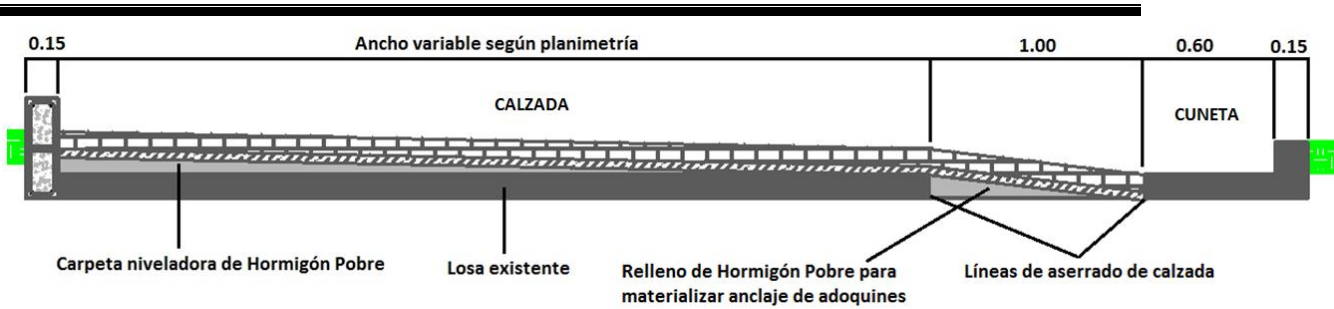 0.15
Ancho variable según planimetría
1.00
0.60
0.15
CALZADA
CUNETA
Carpeta niveladora de Hormigón Pobre
Losa existente
Relleno de Hormigón Pobre para
materializar anclaje de adoquines
Líneas de aserrado de calzada